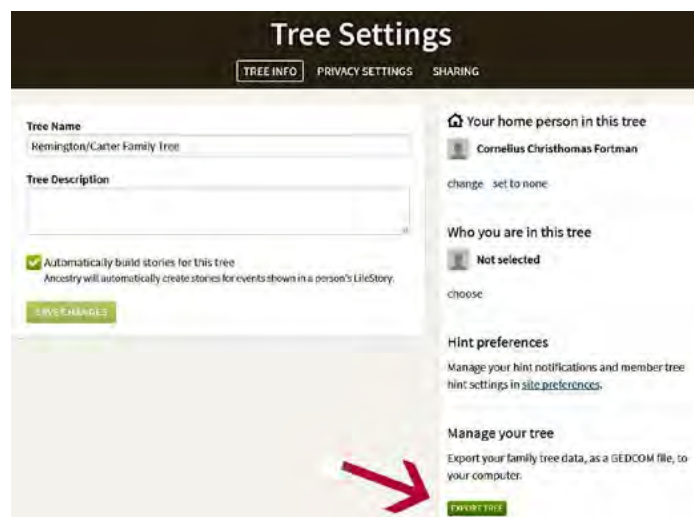 Tree Settings
TREE INFO PRIVACY SETTINGS SHARING
Tree Name
Remington/Carter Family Tree
Tree Description
Automatically build stories for this tree
Ancestry will automatically create stories for events shown in a person's LifeStory.
SAVE CHANGES
Your home person in this tree
Cornelius Christhomas Fortman
change set to none
Who you are in this tree
Not selected
choose
Hint preferences
Manage your hint notifications and member tree
hint settings in site preferences.
Manage your tree
Export your family tree data, as a GEDCOM file, to
your computer.
EXPORT TREE